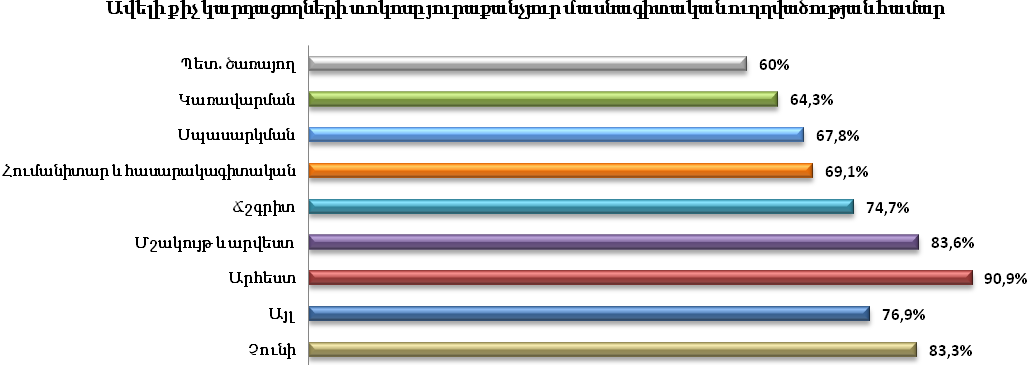 Ավելի քիչ կարդացողների տոկոսը յուրաքանչյուր մասնագիտական ուղղվածության համար
Պետ. ծառայող 60%
Կառավարման 64,3%
Սպասարկման 67,8%
Հումանիտար և հասարակագիտական 69,1%
Ճշգրիտ 74,7%
Մշակույթ և արվեստ 83,6%
Արհեստ 90,9%
Այլ 76,9%
Չունի 83,3%